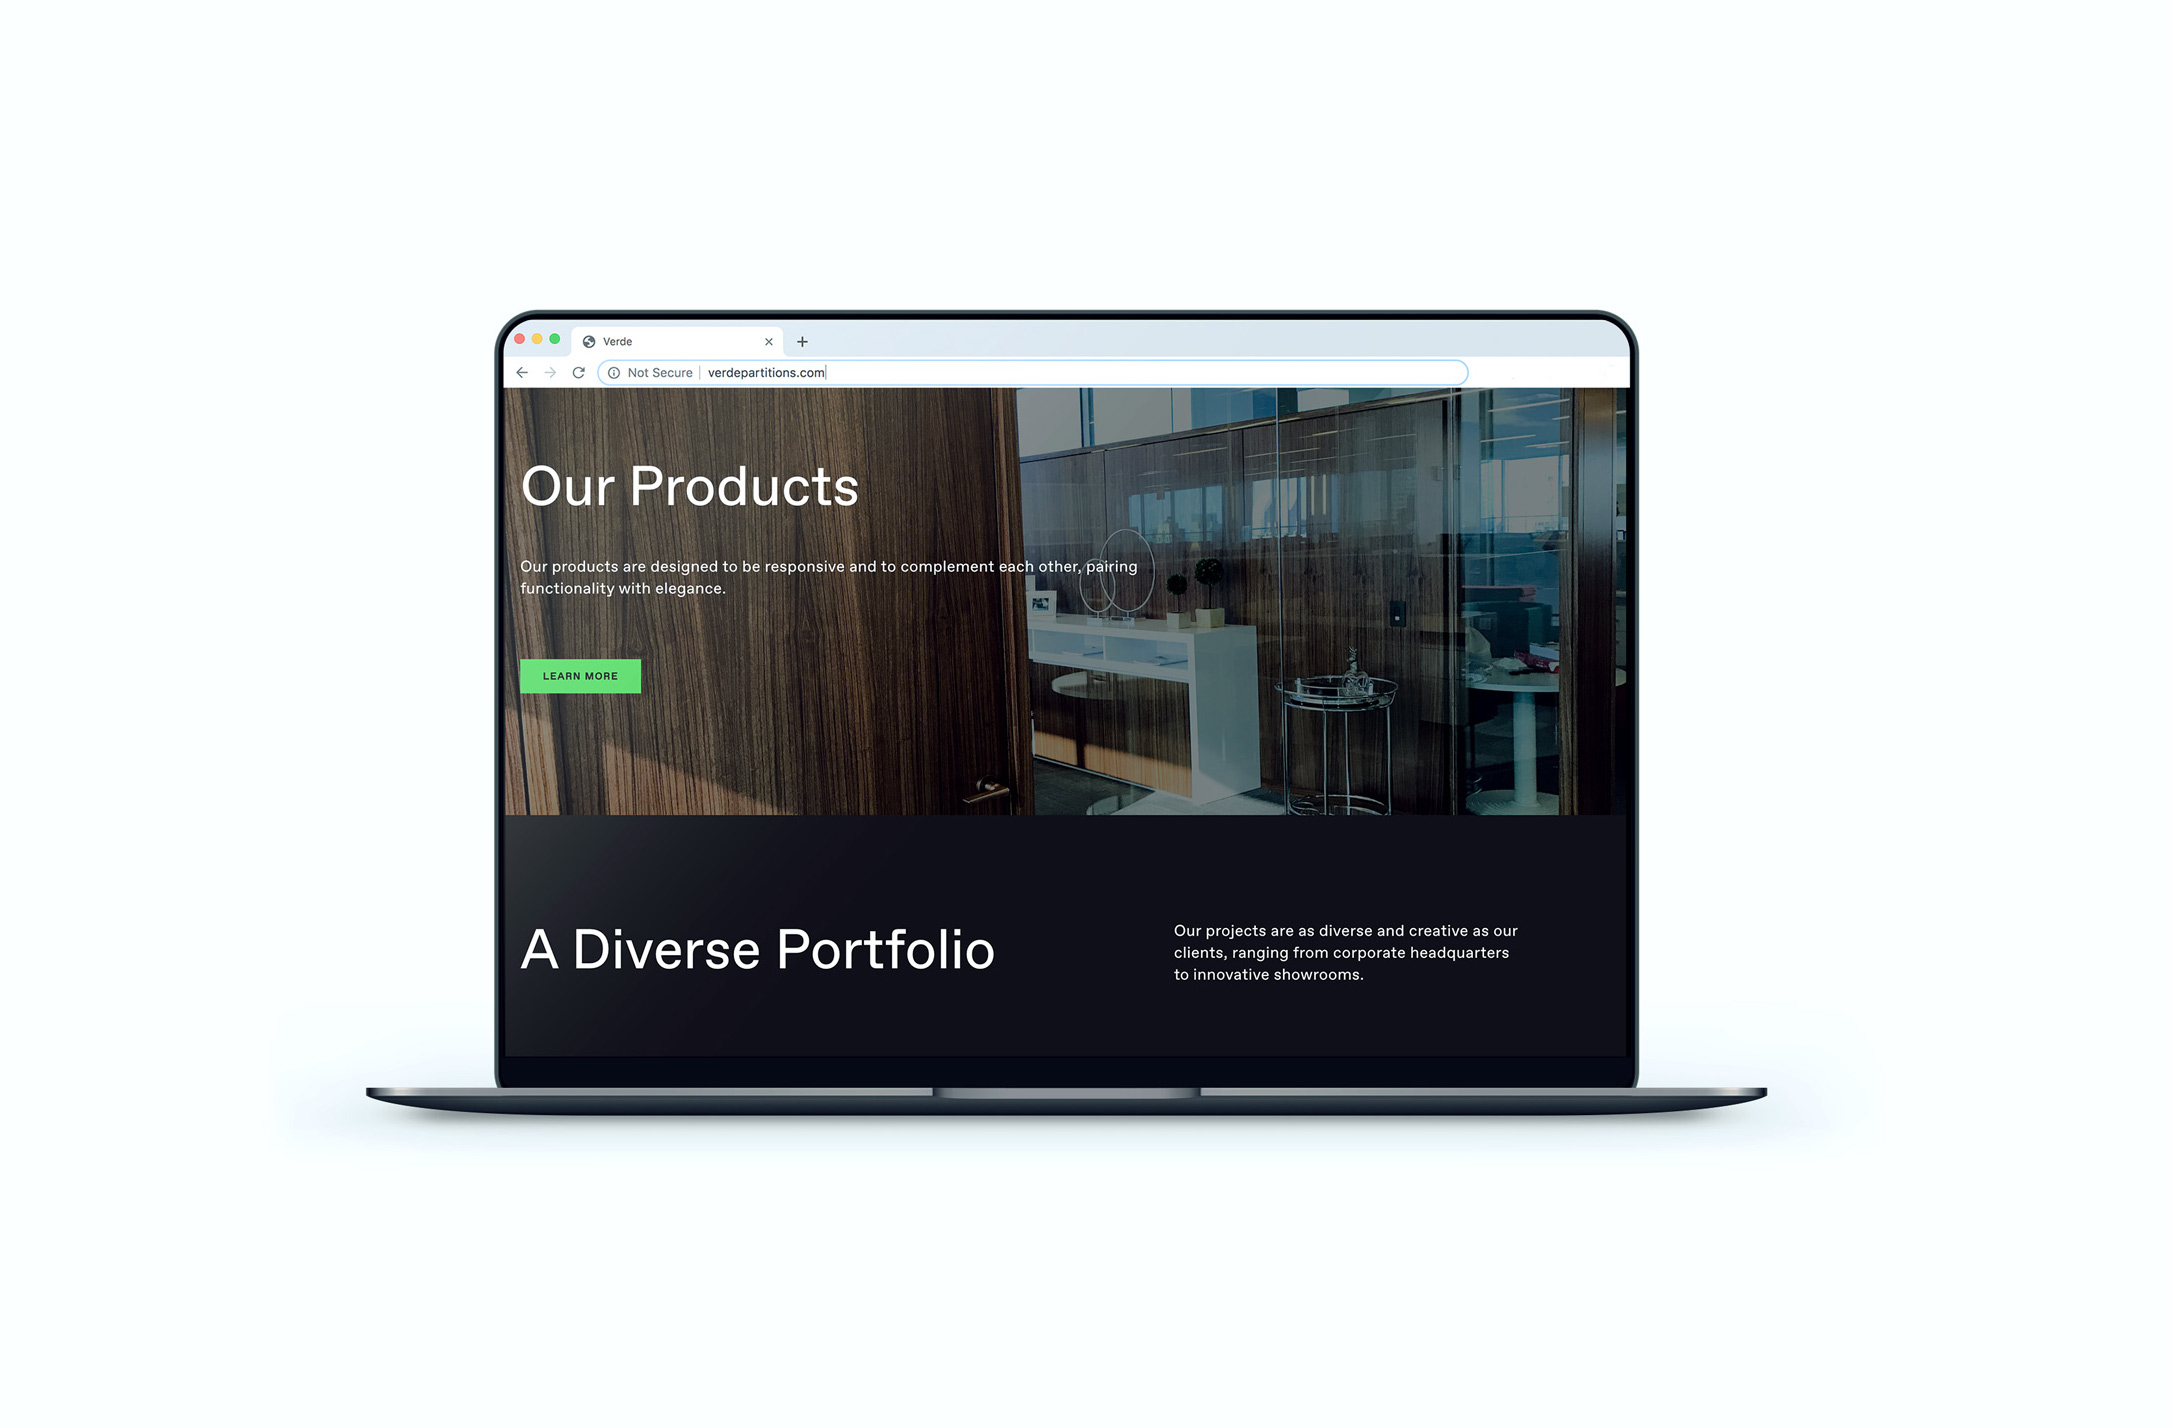 Verde
Not Secure | verdepartitions.com
Our Products
Our products are designed to be responsive and to complement each other, pairing
functionality with elegance.
LEARN MORE
A Diverse Portfolio
Our projects are as diverse and creative as our
clients, ranging from corporate headquarters
to innovative showrooms.